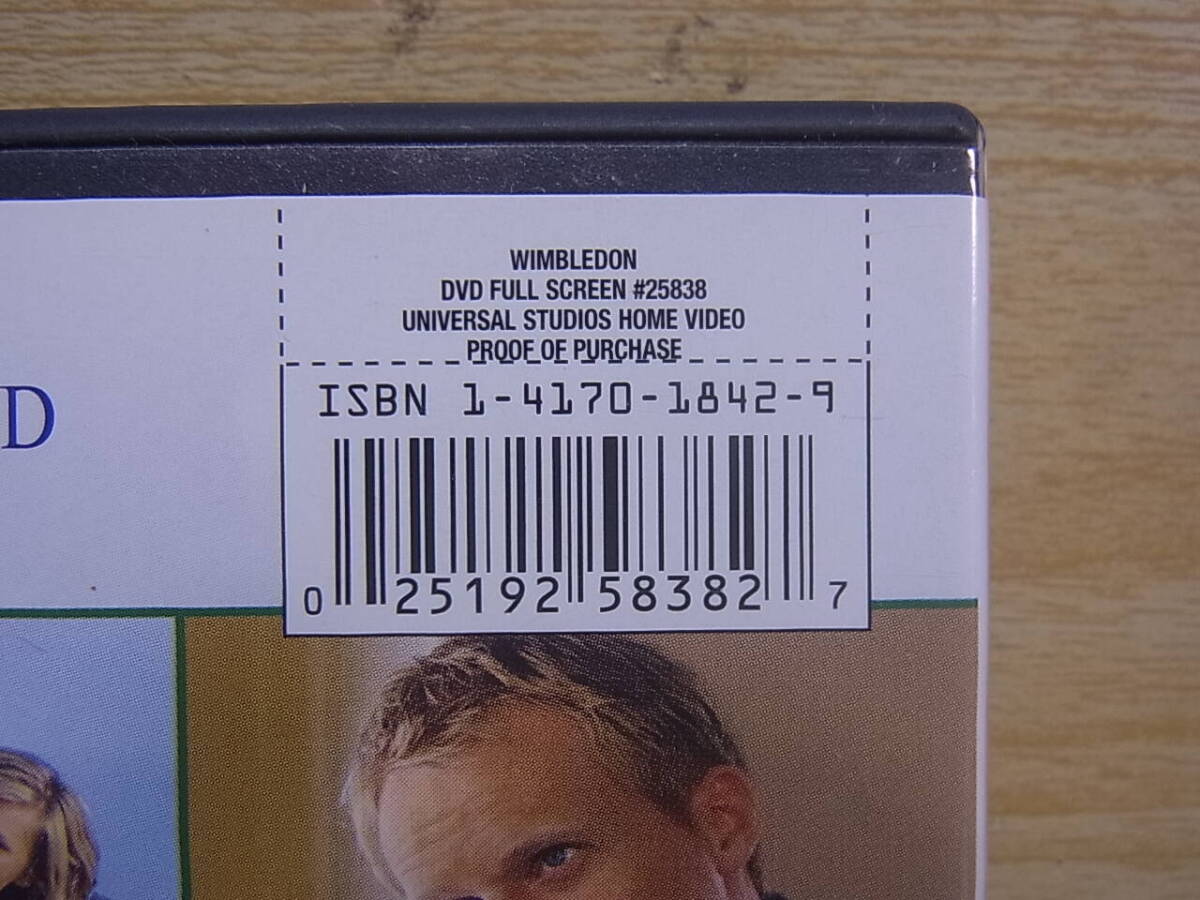 WIMBLEDON
DVD FULL SCREEN #25838
UNIVERSAL STUDIOS HOME VIDEO
PROOF OF PURCHASE
ISBN 1-4170-1842-9
D
0 25192 58382 7